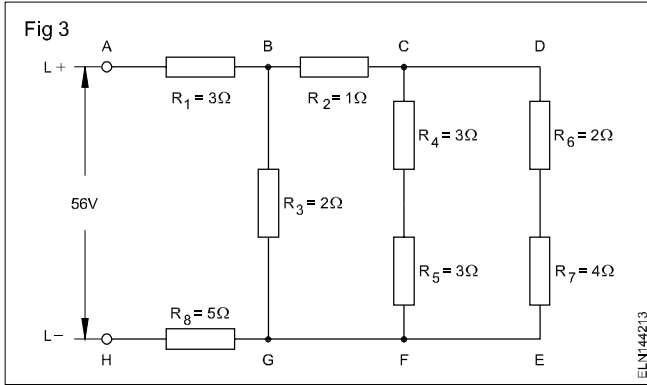 Fig 3
A
B
C
D
L +
R1 = 3Ω
R2 = 1Ω
R4 = 3Ω
R6 = 2Ω
56V
R3 = 2Ω
R5 = 3Ω
R7 = 4Ω
R8 = 5Ω
L−
H
G
F
E
ELN144213